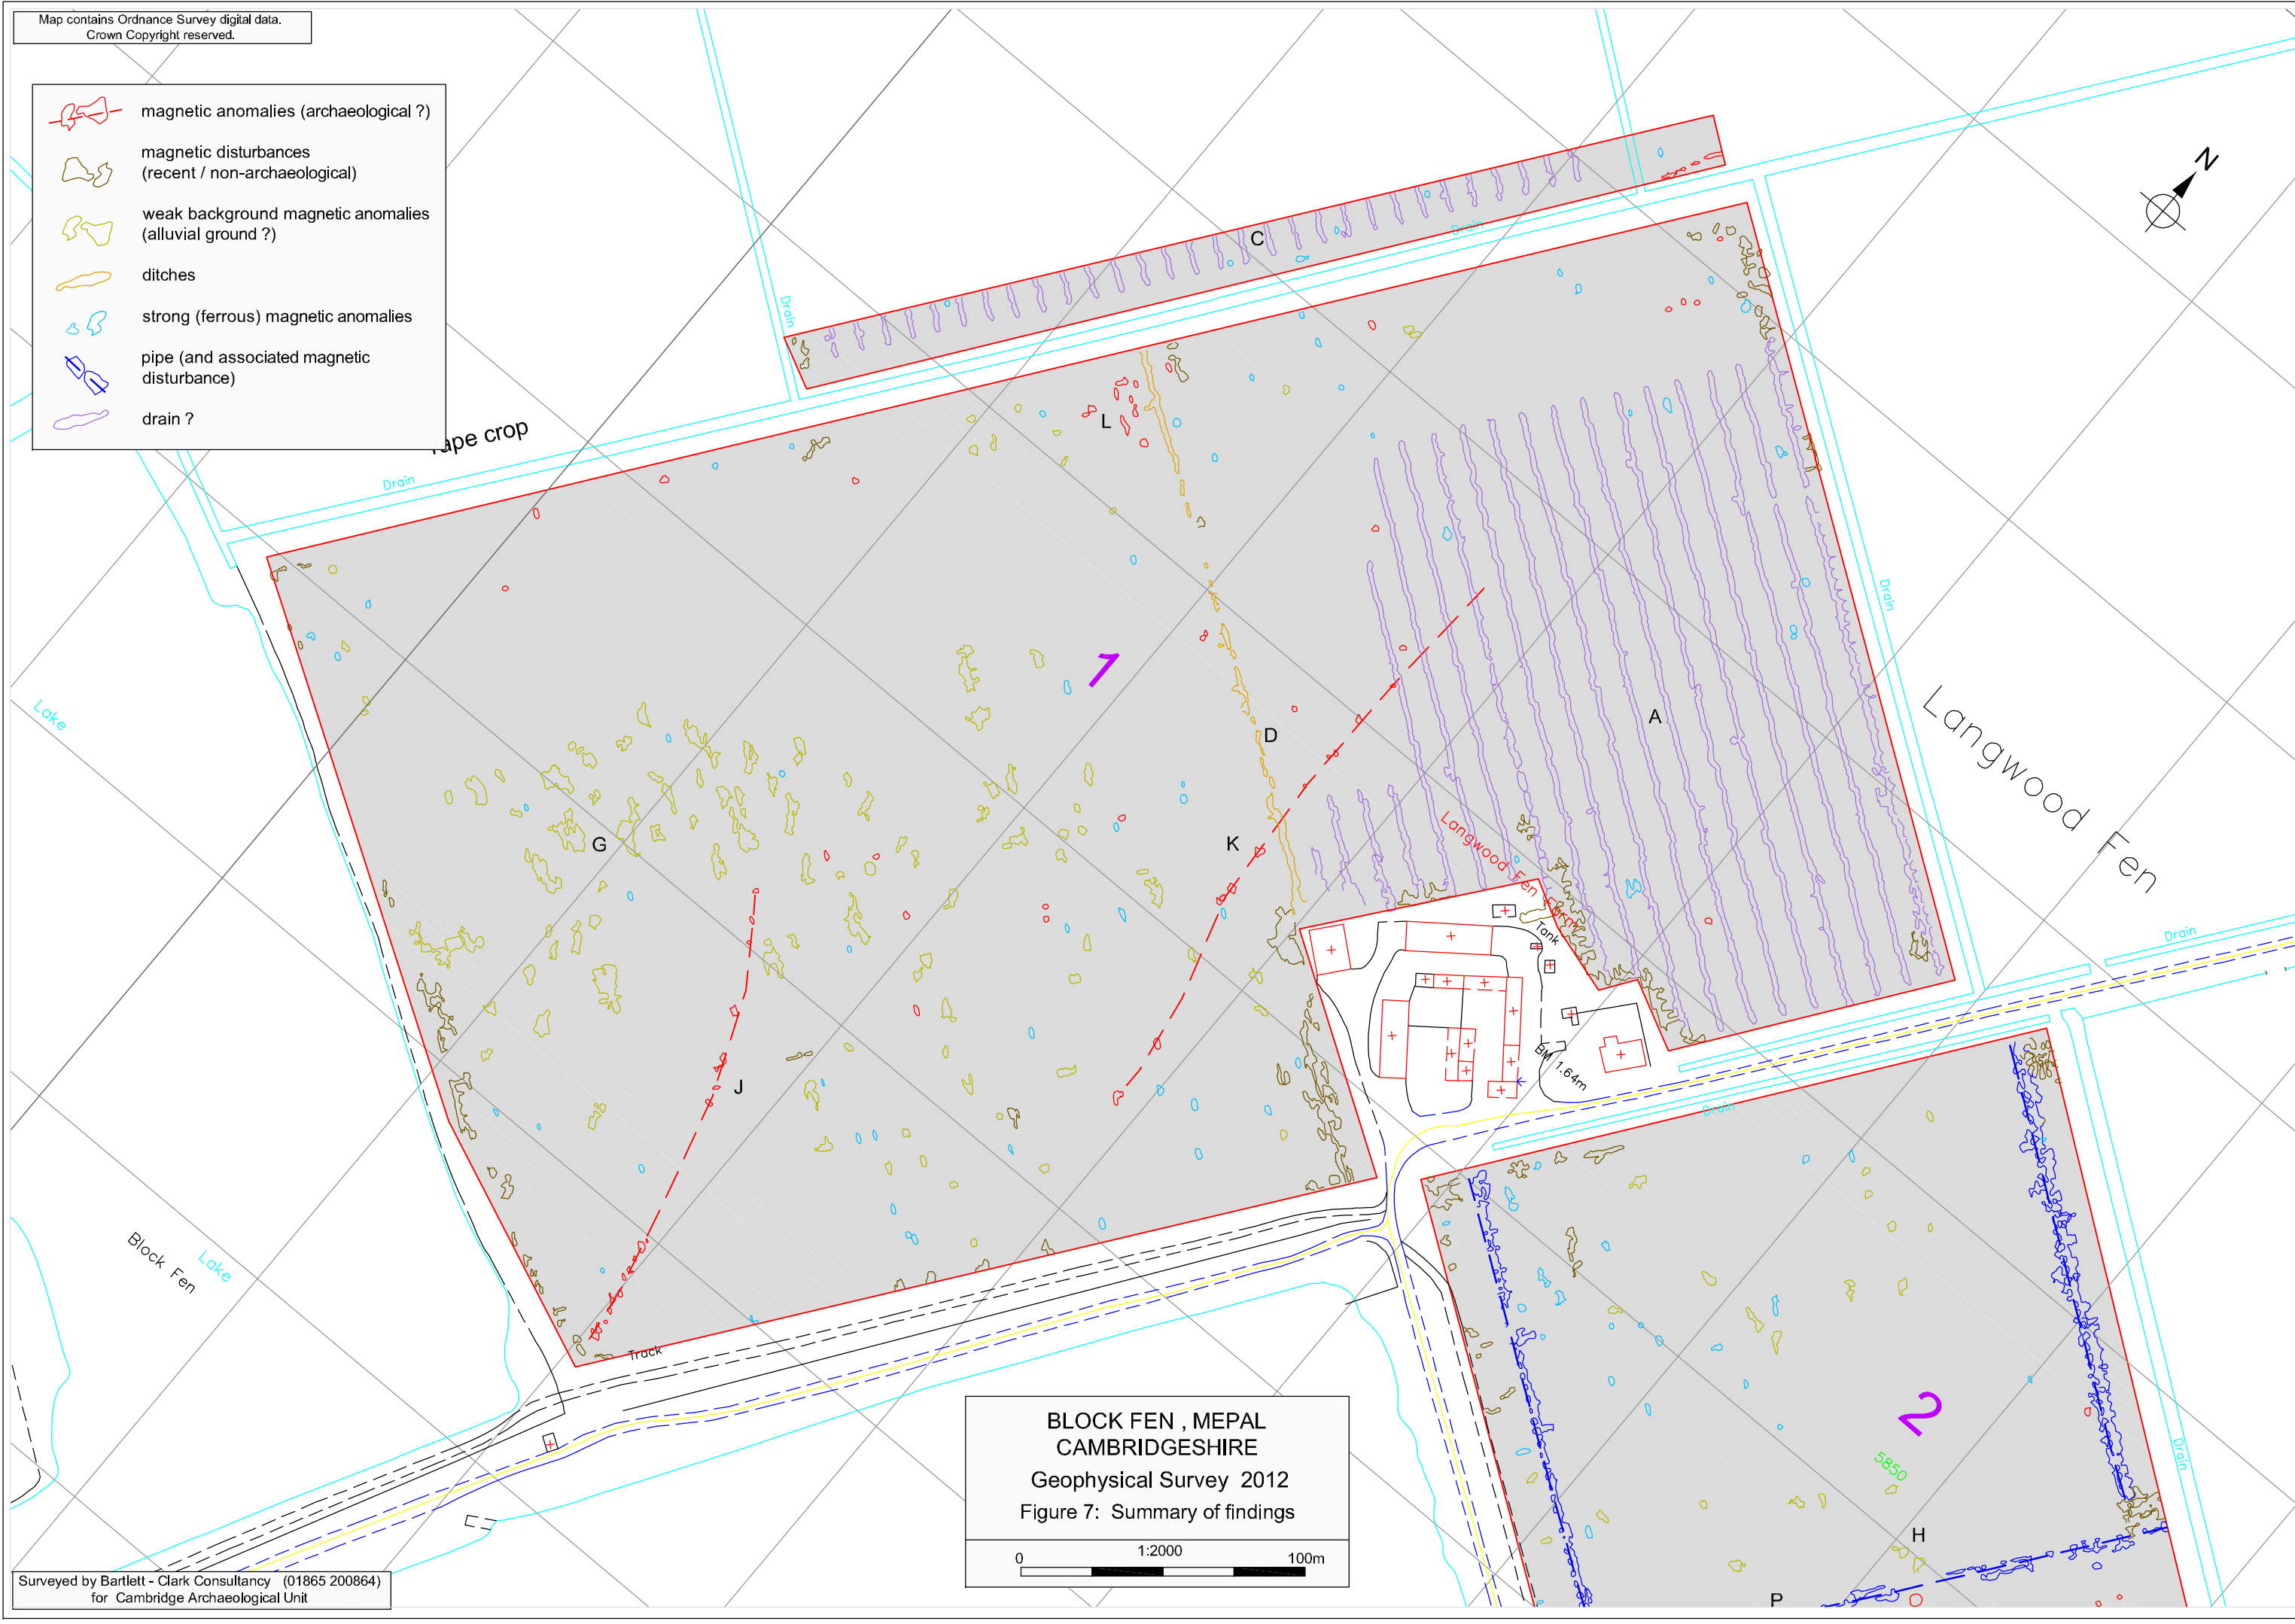 Map contains Ordnance Survey digital data.
Crown Copyright reserved.
magnetic anomalies (archaeological ?)
magnetic disturbances
(recent / non-archaeological)
weak background magnetic anomalies
(alluvial ground ?)
ditches
strong (ferrous) magnetic anomalies
pipe (and associated magnetic
disturbance)
drain ?
N
C
Drain
Drain
L
crop
Drain
Drain
1
Lake
A
D
Langwood Fen
K
G
Langwood Fen Farm
Tank
Drain
J
BM 1.64m
Drain
Block Fen
Lake
Track
2
5850
Drain
H
P
BLOCK FEN , MEPAL
CAMBRIDGESHIRE
Geophysical Survey 2012
Figure 7: Summary of findings
1:2000
0 100m
Surveyed by Bartlett - Clark Consultancy (01865 200864)
for Cambridge Archaeological Unit